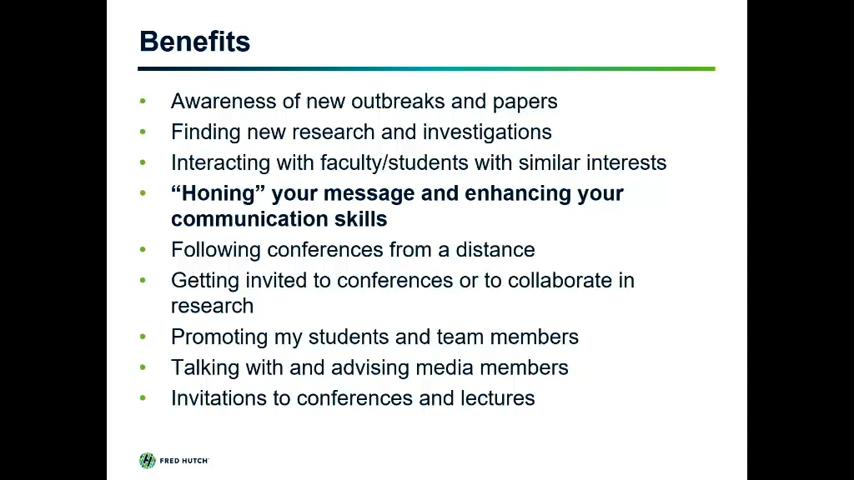 Benefits
• Awareness of new outbreaks and papers
• Finding new research and investigations
• Interacting with faculty/students with similar interests
• “Honing” your message and enhancing your
communication skills
• Following conferences from a distance
• Getting invited to conferences or to collaborate in
research
• Promoting my students and team members
• Talking with and advising media members
• Invitations to conferences and lectures
FRED HUTCH